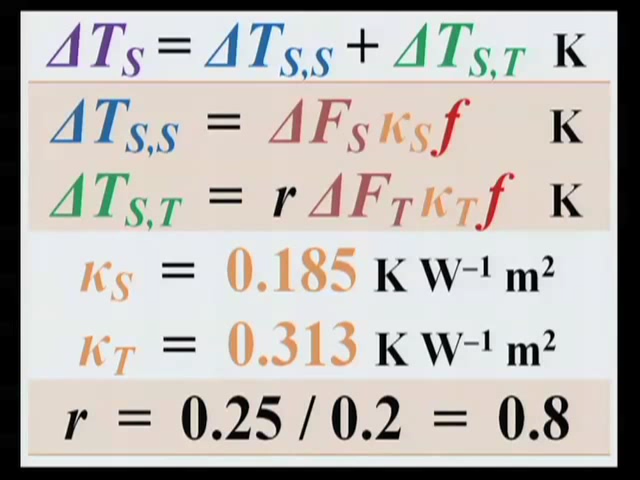 ΔT_S = ΔT_S,S + ΔT_S,T K
ΔT_S,S = ΔF_S κ_S f K
ΔT_S,T = r ΔF_T κ_T f K
κ_S = 0.185 K W⁻¹ m²
κ_T = 0.313 K W⁻¹ m²
r = 0.25 / 0.2 = 0.8